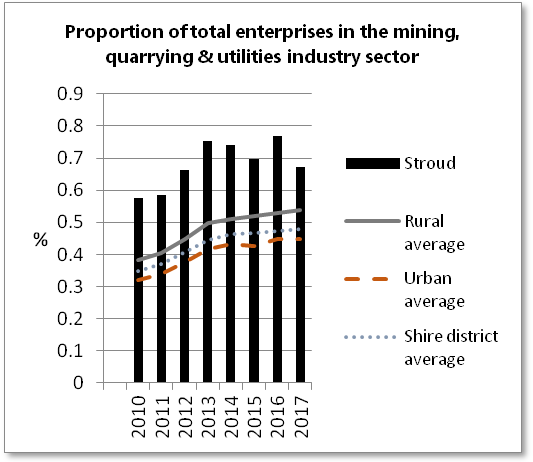 Proportion of total enterprises in the mining,
quarrying & utilities industry sector
0.9
0.8
0.7
0.6
0.5
0.4
0.3
0.2
0.1
0
%
2010
2011
2012
2013
2014
2015
2016
2017
Stroud
Rural
average
Urban
average
Shire district
average